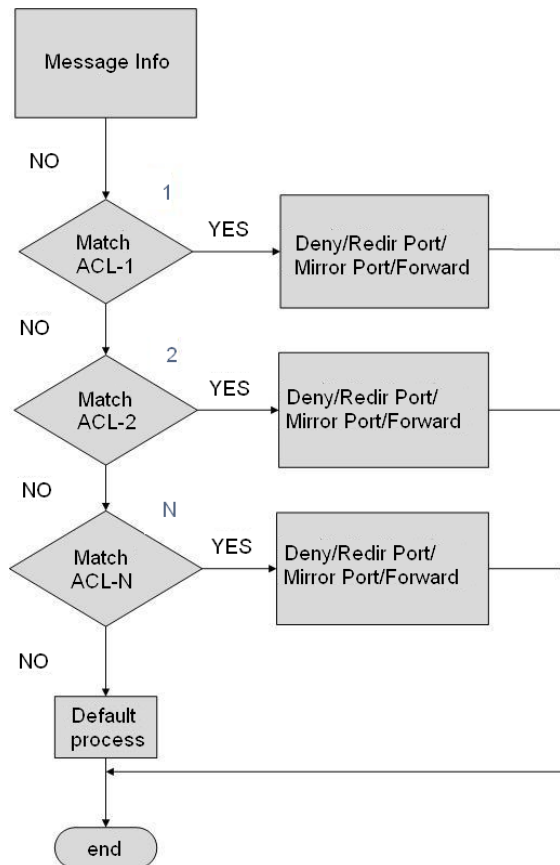 Message Info
NO
1
Match
ACL-1
YES
Deny/Redir Port/
Mirror Port/Forward
NO
2
Match
ACL-2
YES
Deny/Redir Port/
Mirror Port/Forward
NO
N
Match
ACL-N
YES
Deny/Redir Port/
Mirror Port/Forward
NO
Default
process
end